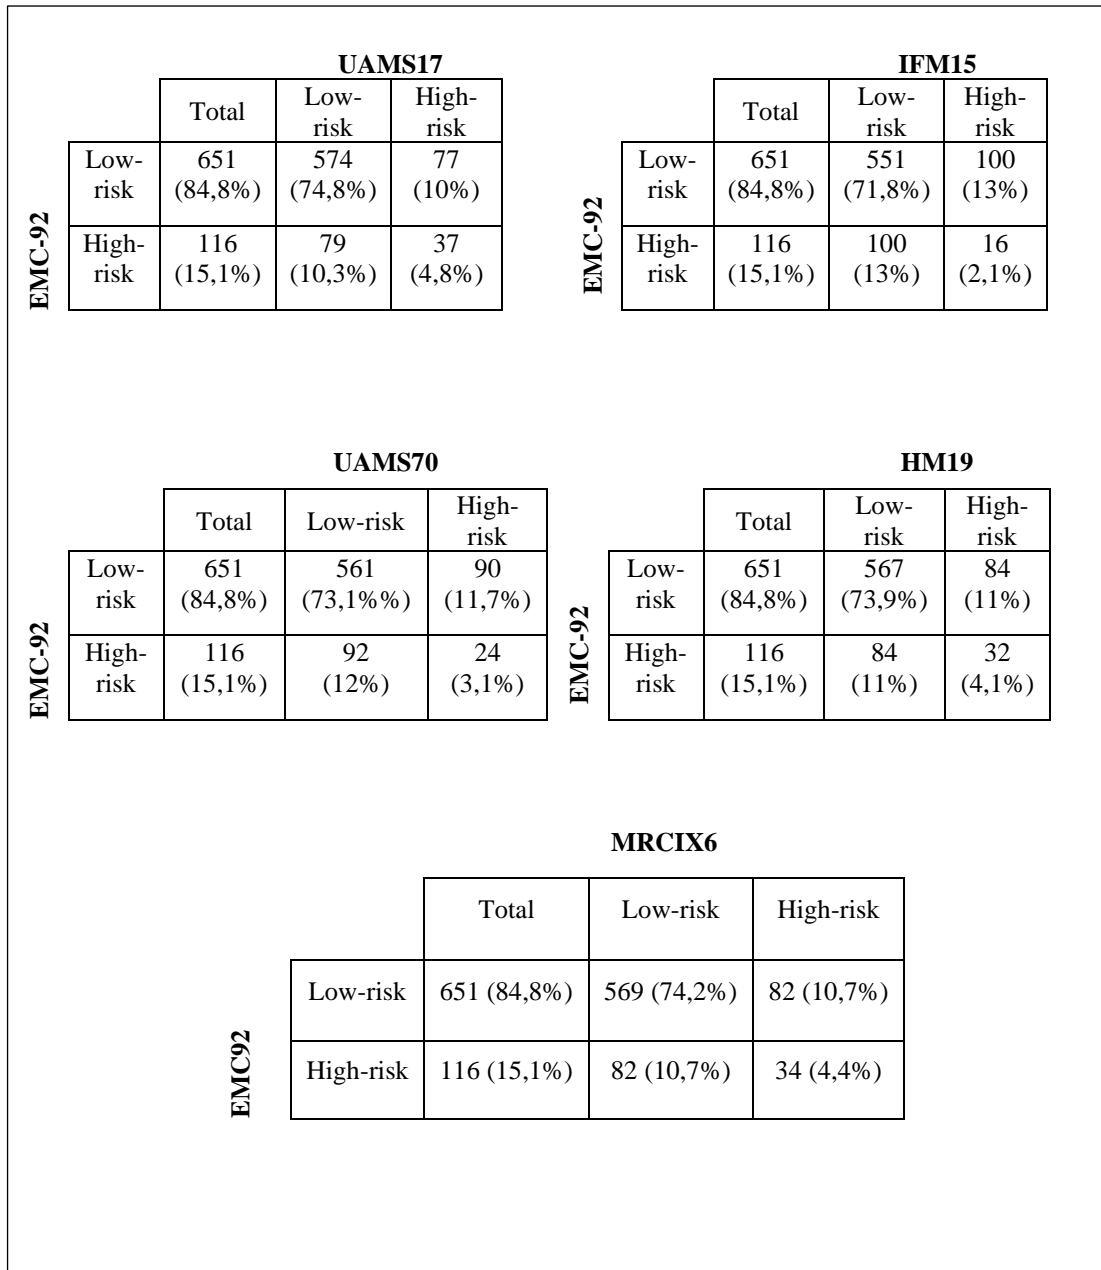 UAMS17
Total Low- High-
risk risk
Low- 651 574 77
risk (84,8%) (74,8%) (10%)
High- 116 79 37
risk (15,1%) (10,3%) (4,8%)
EMC-92
IFM15
Total Low- High-
risk risk
Low- 651 551 100
risk (84,8%) (71,8%) (13%)
High- 116 100 16
risk (15,1%) (13%) (2,1%)
EMC-92
UAMS70
Total Low-risk High-
risk
Low- 651 561 90
risk (84,8%) (73,1%%) (11,7%)
High- 116 92 24
risk (15,1%) (12%) (3,1%)
EMC-92
HM19
Total Low- High-
risk risk
Low- 651 567 84
risk (84,8%) (73,9%) (11%)
High- 116 84 32
risk (15,1%) (11%) (4,1%)
EMC-92
MRCIX6
Total Low-risk High-risk
Low-risk 651 (84,8%) 569 (74,2%) 82 (10,7%)
High-risk 116 (15,1%) 82 (10,7%) 34 (4,4%)
EMC92